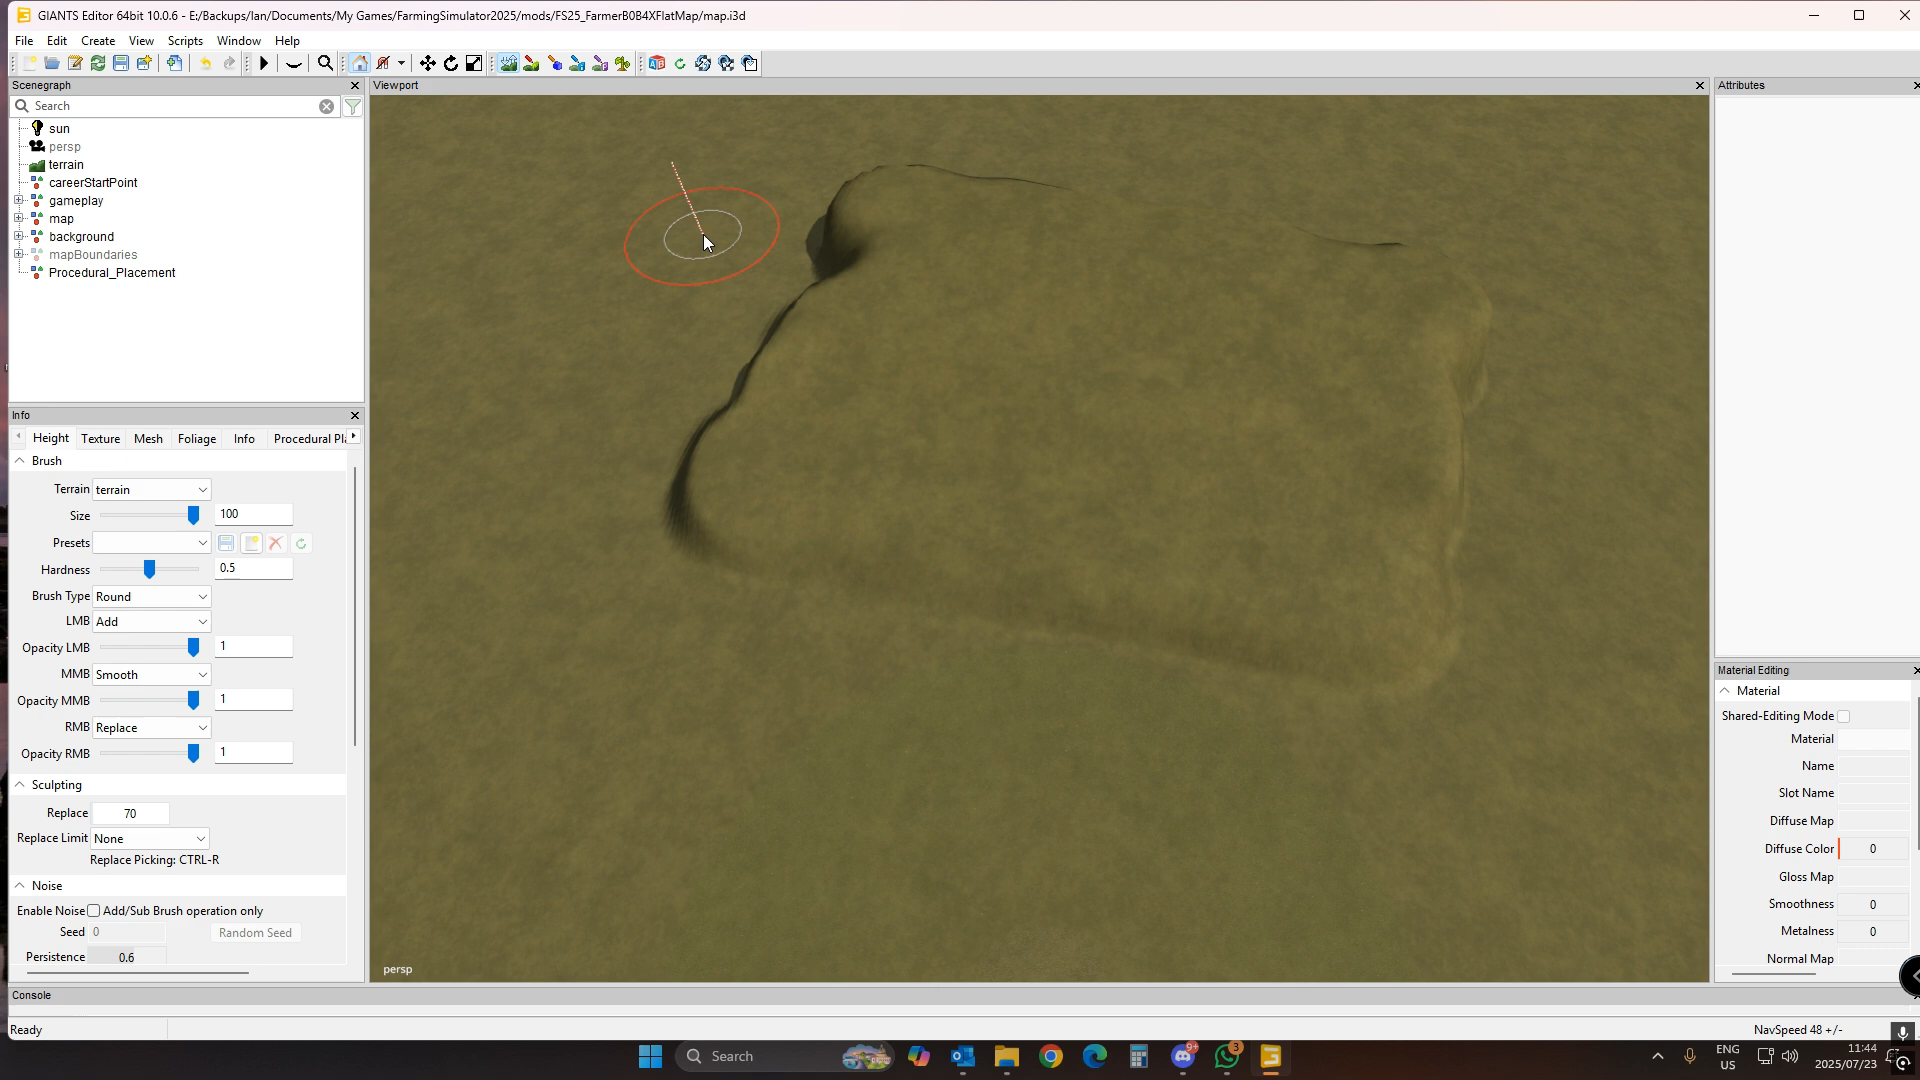 GIANTS Editor 64bit 10.0.6 - E:/Backups/Ian/Documents/My Games/FarmingSimulator2025/mods/FS25_FarmerB0B4XFlatMap/map.i3d
File Edit Create View Scripts Window Help
Scenegraph
Search
sun
persp
terrain
careerStartPoint
gameplay
map
background
mapBoundaries
Procedural_Placement
Info
Height Texture Mesh Foliage Info Procedural Pl
Brush
Terrain terrain
Size 100
Presets
Hardness 0.5
Brush Type Round
LMB Add
Opacity LMB 1
MMB Smooth
Opacity MMB 1
RMB Replace
Opacity RMB 1
Sculpting
Replace 70
Replace Limit None
Replace Picking: CTRL-R
Noise
Enable Noise Add/Sub Brush operation only
Seed 0 Random Seed
Persistence 0.6
Viewport
persp
Attributes
Material Editing
Material
Shared-Editing Mode
Material
Name
Slot Name
Diffuse Map
Diffuse Color 0
Gloss Map
Smoothness 0
Metalness 0
Normal Map
Console
Ready
NavSpeed 48 +/-
Search
9+
3
ENG
US
11:44
2025/07/23